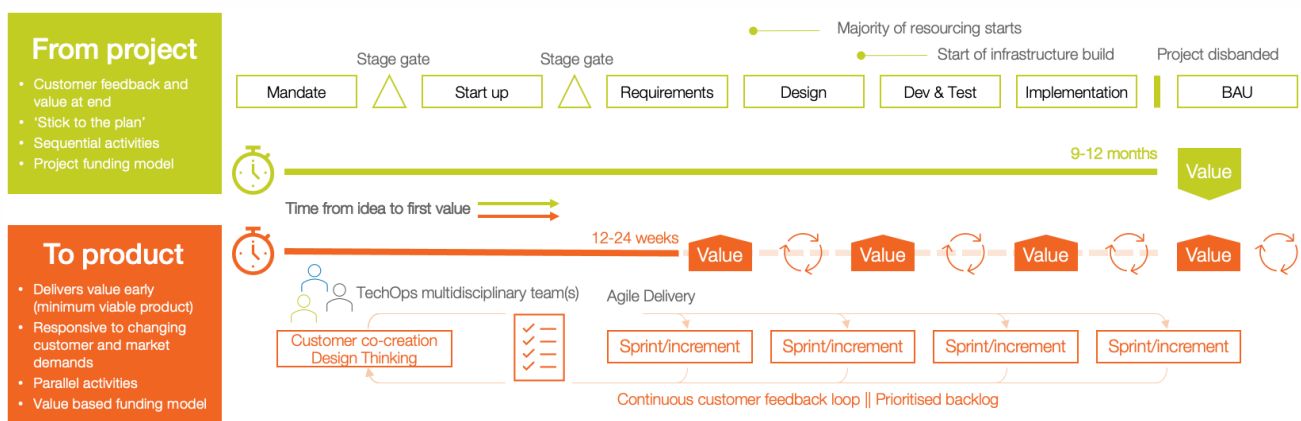 From project
• Customer feedback and
value at end
• 'Stick to the plan'
• Sequential activities
• Project funding model
Majority of resourcing starts
Start of infrastructure build
Stage gate
Stage gate
Project disbanded
Mandate
Start up
Requirements
Design
Dev & Test
Implementation
BAU
9-12 months
Value
Time from idea to first value
To product
• Delivers value early
(minimum viable product)
• Responsive to changing
customer and market
demands
• Parallel activities
• Value based funding model
12-24 weeks
Value
Value
Value
Value
TechOps multidisciplinary team(s)
Agile Delivery
Customer co-creation
Design Thinking
Sprint/increment
Sprint/increment
Sprint/increment
Sprint/increment
Continuous customer feedback loop || Prioritised backlog